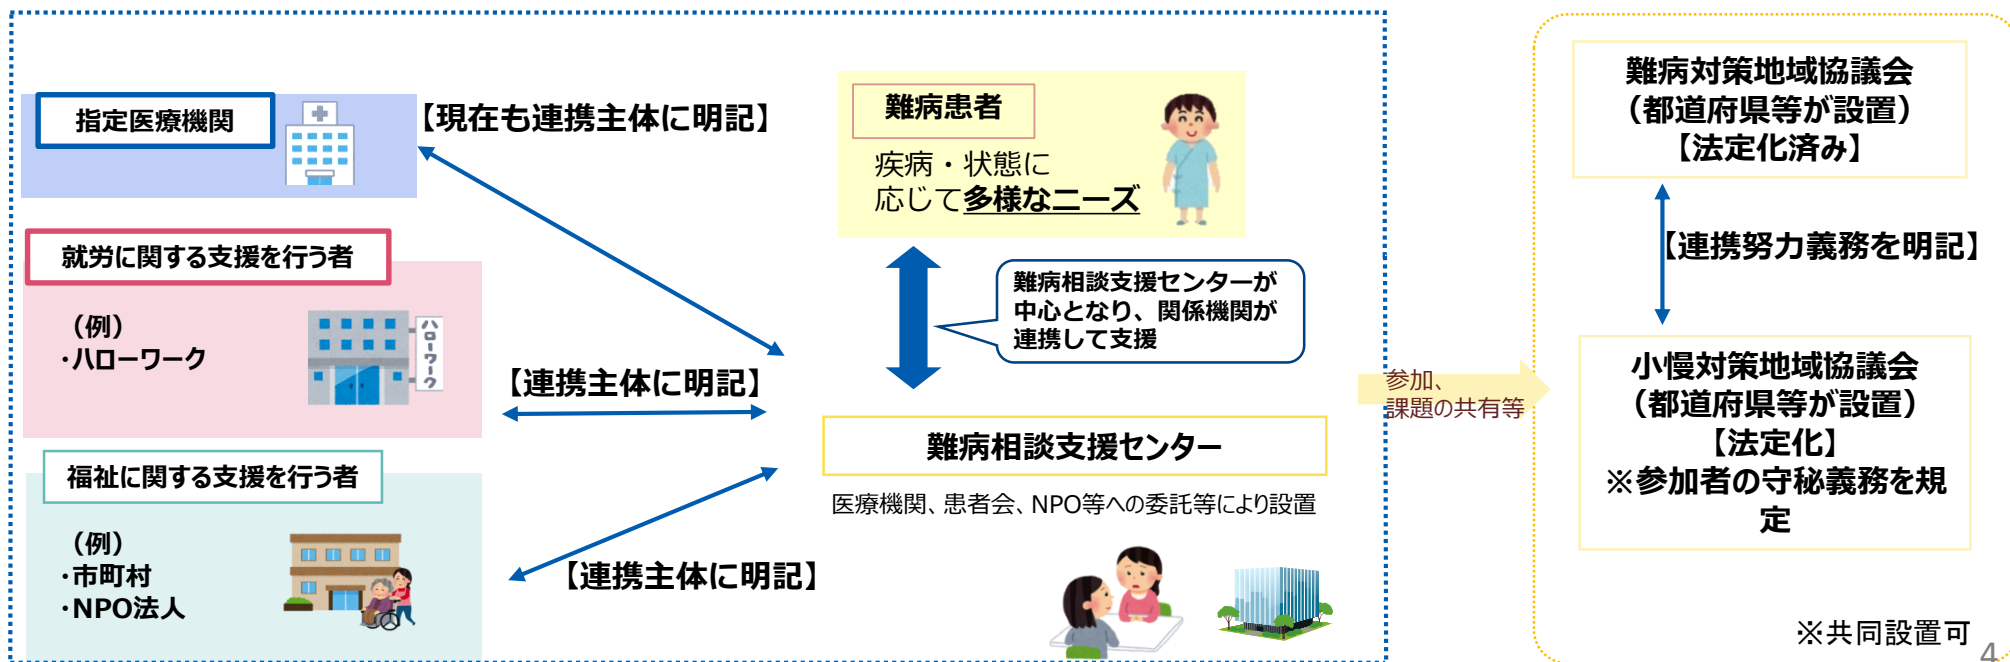 指定医療機関
【現在も連携主体に明記】
就労に関する支援を行う者
（例）
・ハローワーク
ハローワーク
【連携主体に明記】
福祉に関する支援を行う者
（例）
・市町村
・NPO法人
【連携主体に明記】
難病患者
疾病・状態に
応じて多様なニーズ
難病相談支援センターが
中心となり、関係機関が
連携して支援
難病相談支援センター
医療機関、患者会、NPO等への委託等により設置
参加、
課題の共有等
難病対策地域協議会
（都道府県等が設置）
【法定化済み】
【連携努力義務を明記】
小慢対策地域協議会
（都道府県等が設置）
【法定化】
※参加者の守秘義務を規
定
※共同設置可
4